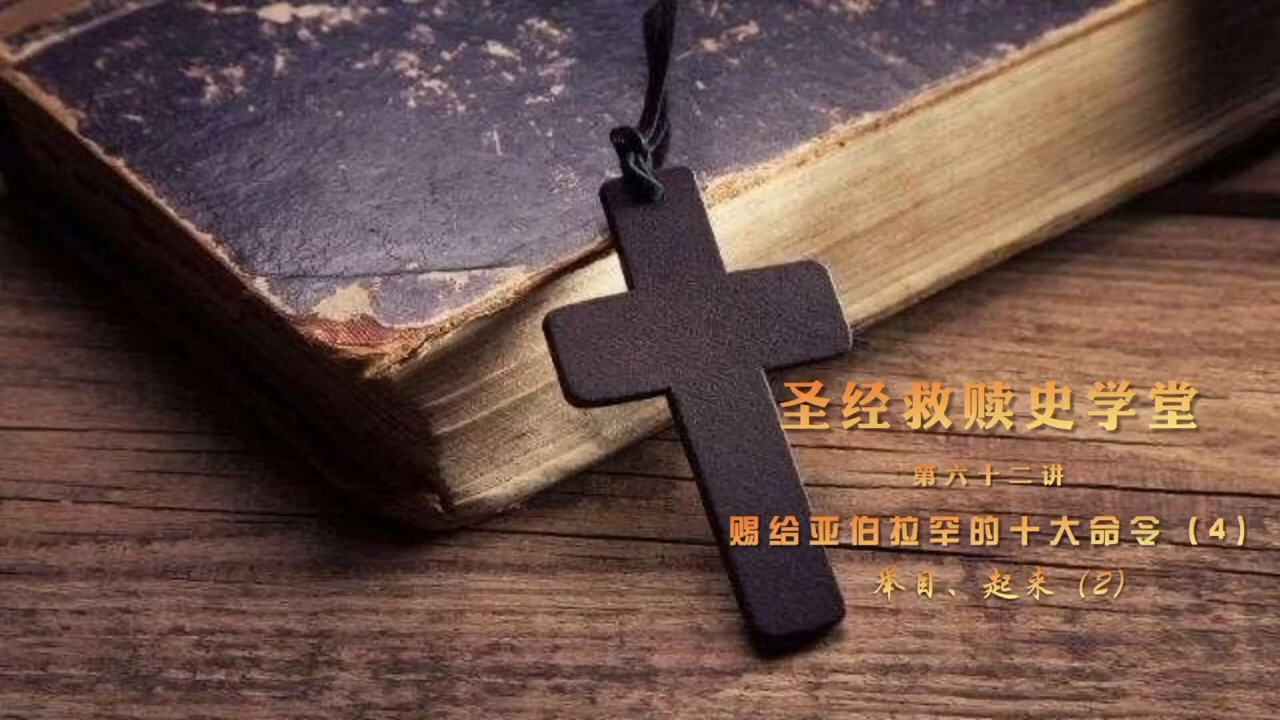 圣经救赎史学堂
第六十二讲
赐给亚伯拉罕的十大命令（4）
举目、起来（2）